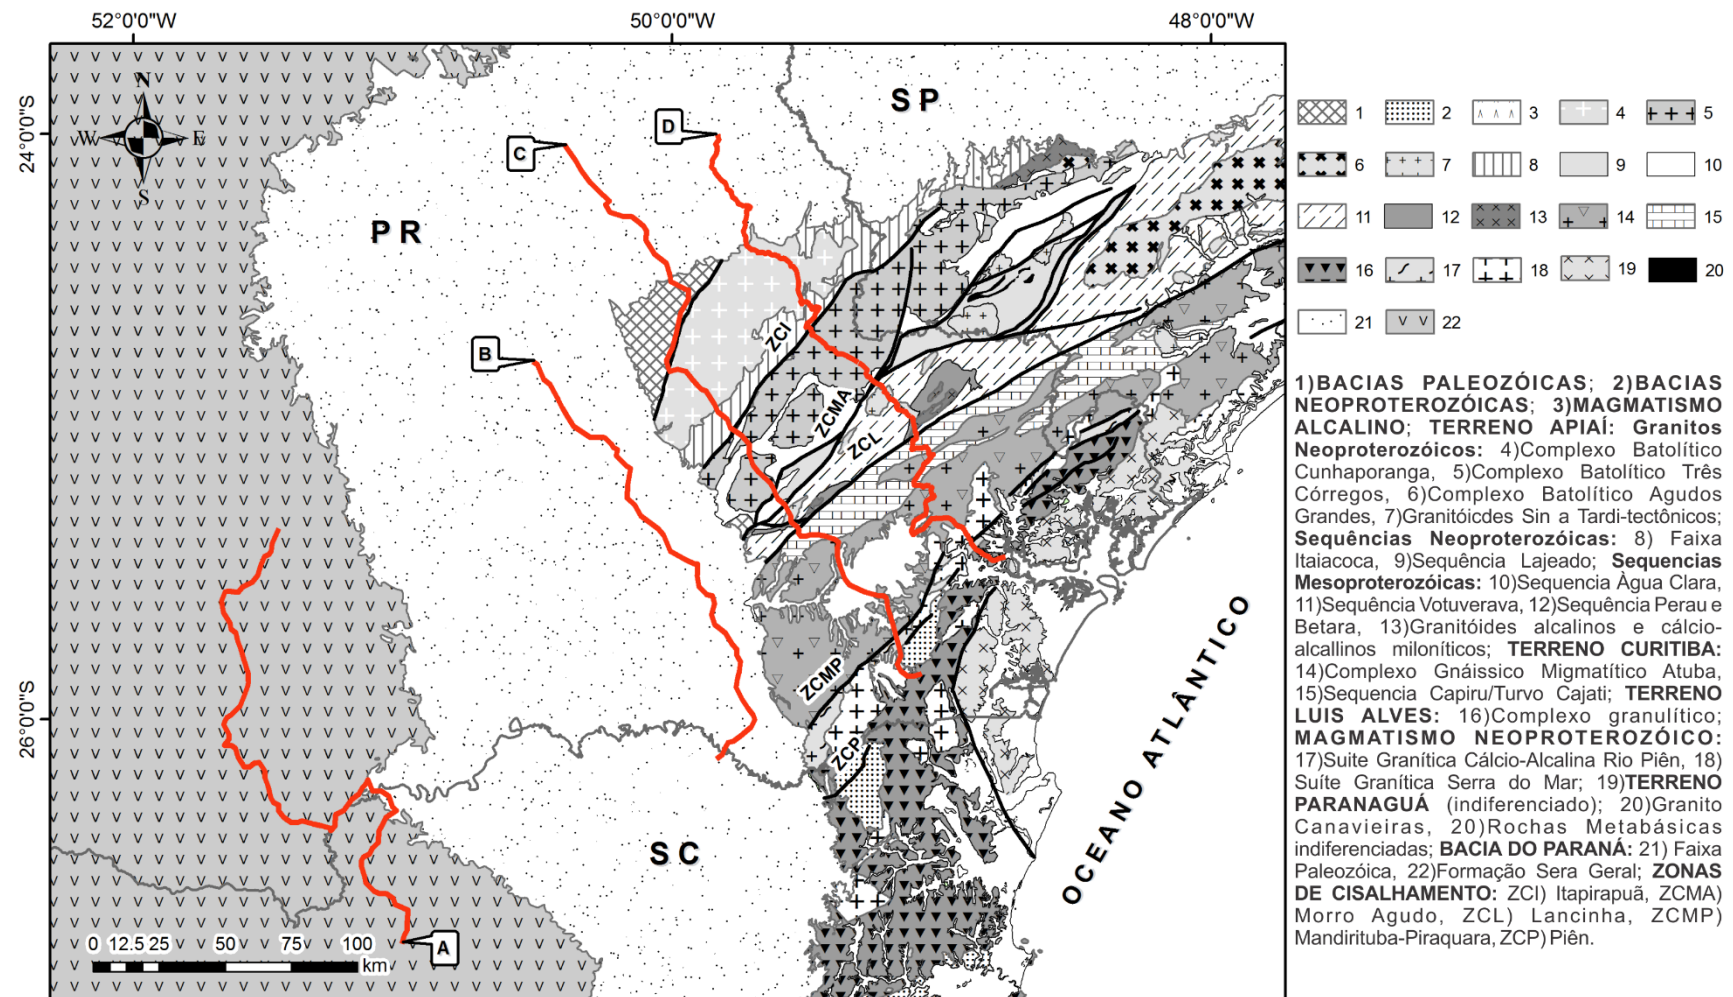 52°0'0"W 50°0'0"W 48°0'0"W
24°0'0"S
26°0'0"S
N
W E
S
S P
P R
S C
D
C
B
A
ZCI
ZCMA
ZCL
ZCMP
ZCP
OCEANO ATLÂNTICO
0 12.5 25 50 75 100
km
1 2 3 4 5
6 7 8 9 10
11 12 13 14 15
16 17 18 19 20
21 22
1)BACIAS PALEOZÓICAS; 2)BACIAS
NEOPROTEROZÓICAS; 3)MAGMATISMO
ALCALINO; TERRENO APIAÍ: Granitos
Neoproterozóicos: 4)Complexo Batolítico
Cunhaporanga, 5)Complexo Batolítico Três
Córregos, 6)Complexo Batolítico Agudos
Grandes, 7)Granitóicdes Sin a Tardi-tectônicos;
Sequências Neoproterozóicas: 8) Faixa
Itaiacoca, 9)Sequência Lajeado; Sequencias
Mesoproterozóicas: 10)Sequencia Àgua Clara,
11)Sequência Votuverava, 12)Sequência Perau e
Betara, 13)Granitóides alcalinos e cálcio-
alcallinos miloníticos; TERRENO CURITIBA:
14)Complexo Gnáissico Migmatítico Atuba,
15)Sequencia Capiru/Turvo Cajati; TERRENO
LUIS ALVES: 16)Complexo granulítico;
MAGMATISMO NEOPROTEROZÓICO:
17)Suite Granítica Cálcio-Alcalina Rio Piên, 18)
Suíte Granítica Serra do Mar; 19)TERRENO
PARANAGUÁ (indiferenciado); 20)Granito
Canavieiras, 20)Rochas Metabásicas
indiferenciadas; BACIA DO PARANÁ: 21) Faixa
Paleozóica, 22)Formação Sera Geral; ZONAS
DE CISALHAMENTO: ZCI) Itapirapuã, ZCMA)
Morro Agudo, ZCL) Lancinha, ZCMP)
Mandirituba-Piraquara, ZCP) Piên.